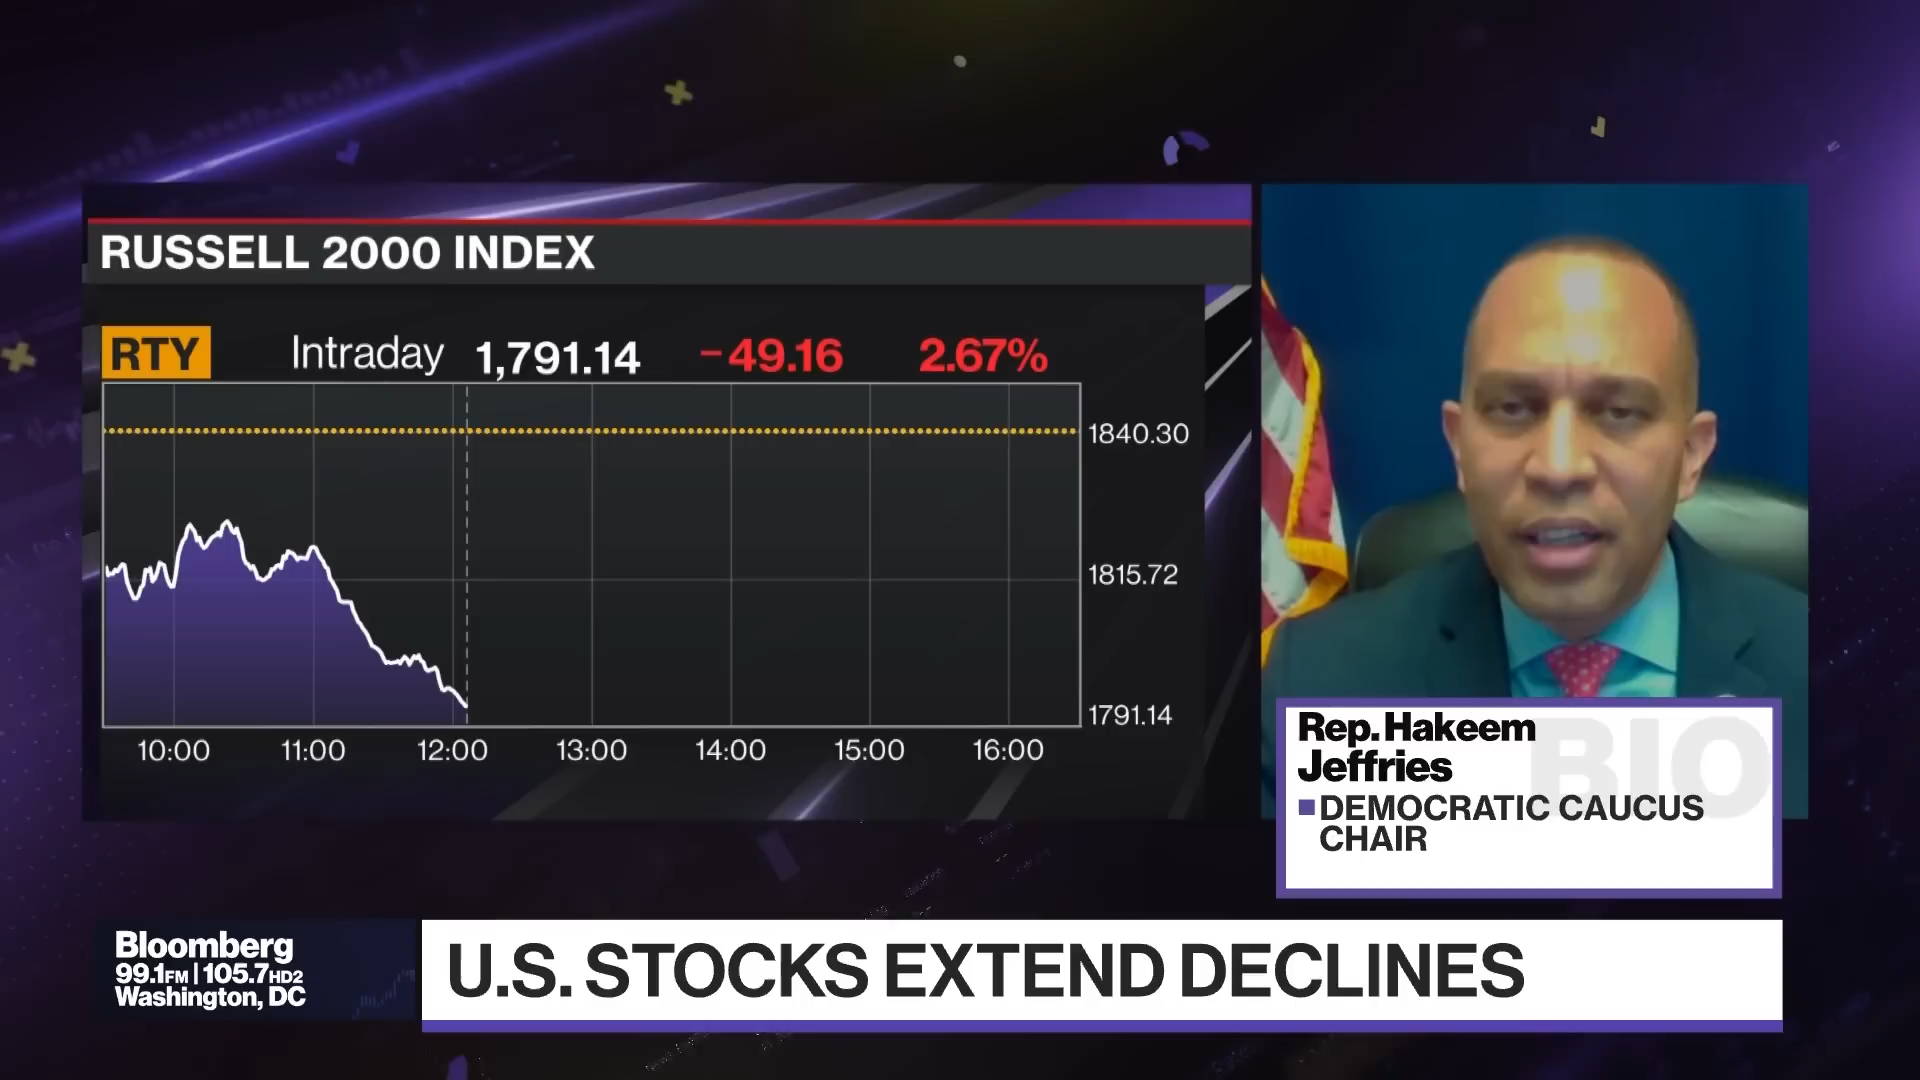 RUSSELL 2000 INDEX
RTY Intraday 1,791.14 -49.16 2.67%
1840.30
1815.72
1791.14
10:00 11:00 12:00 13:00 14:00 15:00 16:00
BIO
Rep. Hakeem
Jeffries
DEMOCRATIC CAUCUS
CHAIR
Bloomberg
99.1FM | 105.7HD2
Washington, DC
U.S. STOCKS EXTEND DECLINES